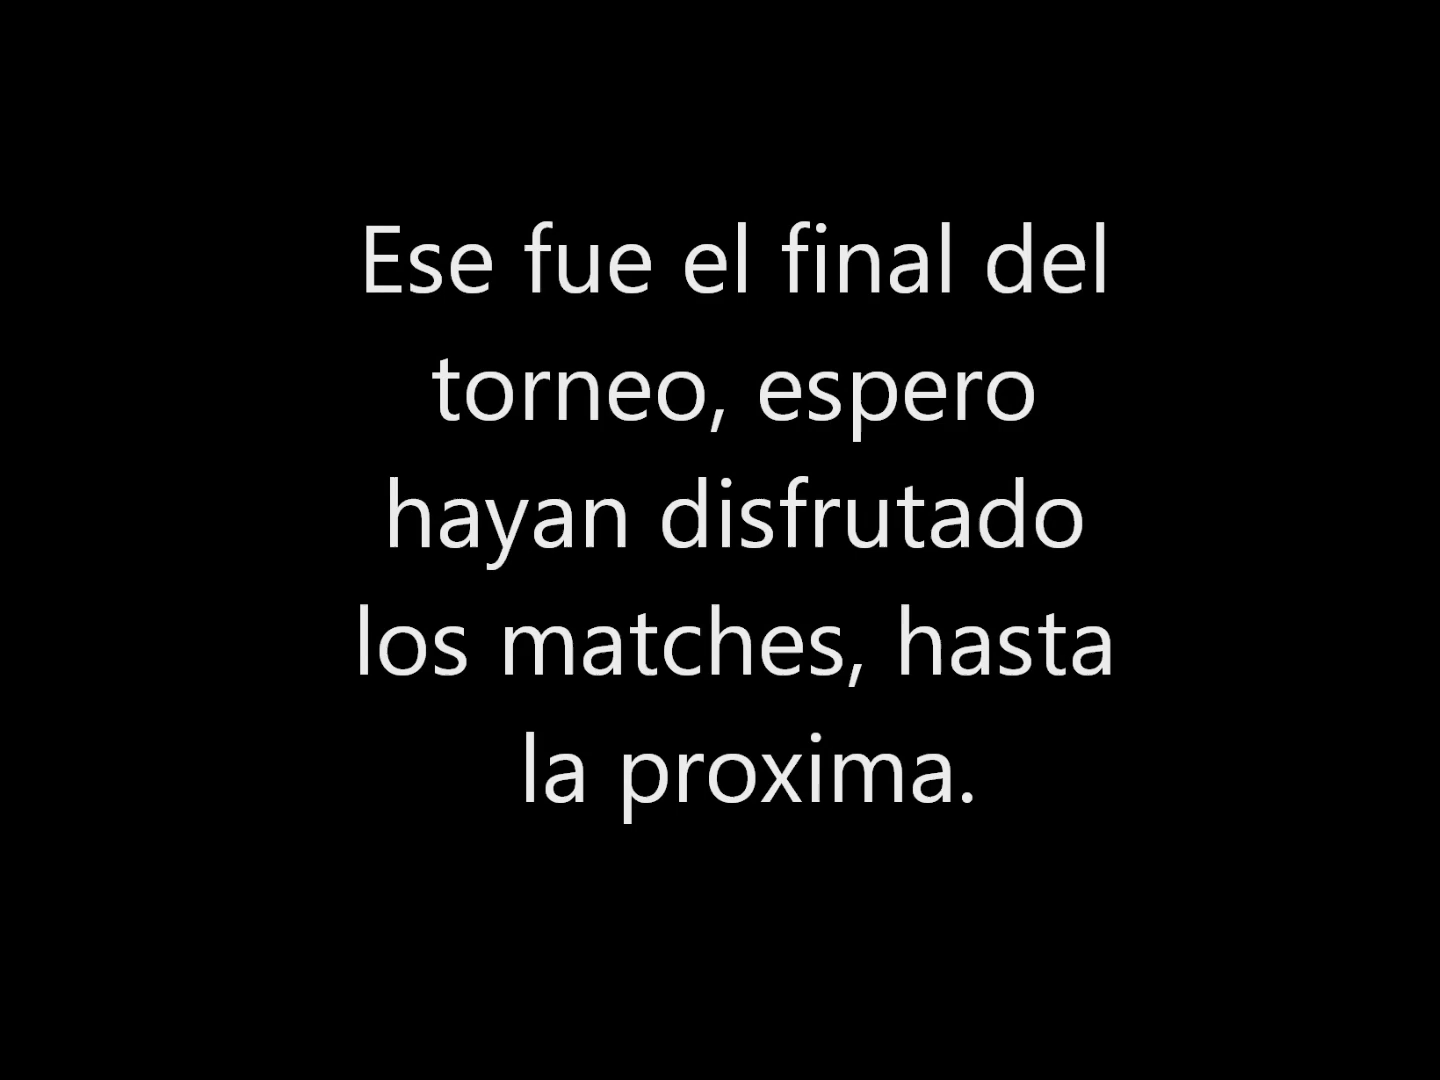 Ese fue el final del
torneo, espero
hayan disfrutado
los matches, hasta
la proxima.